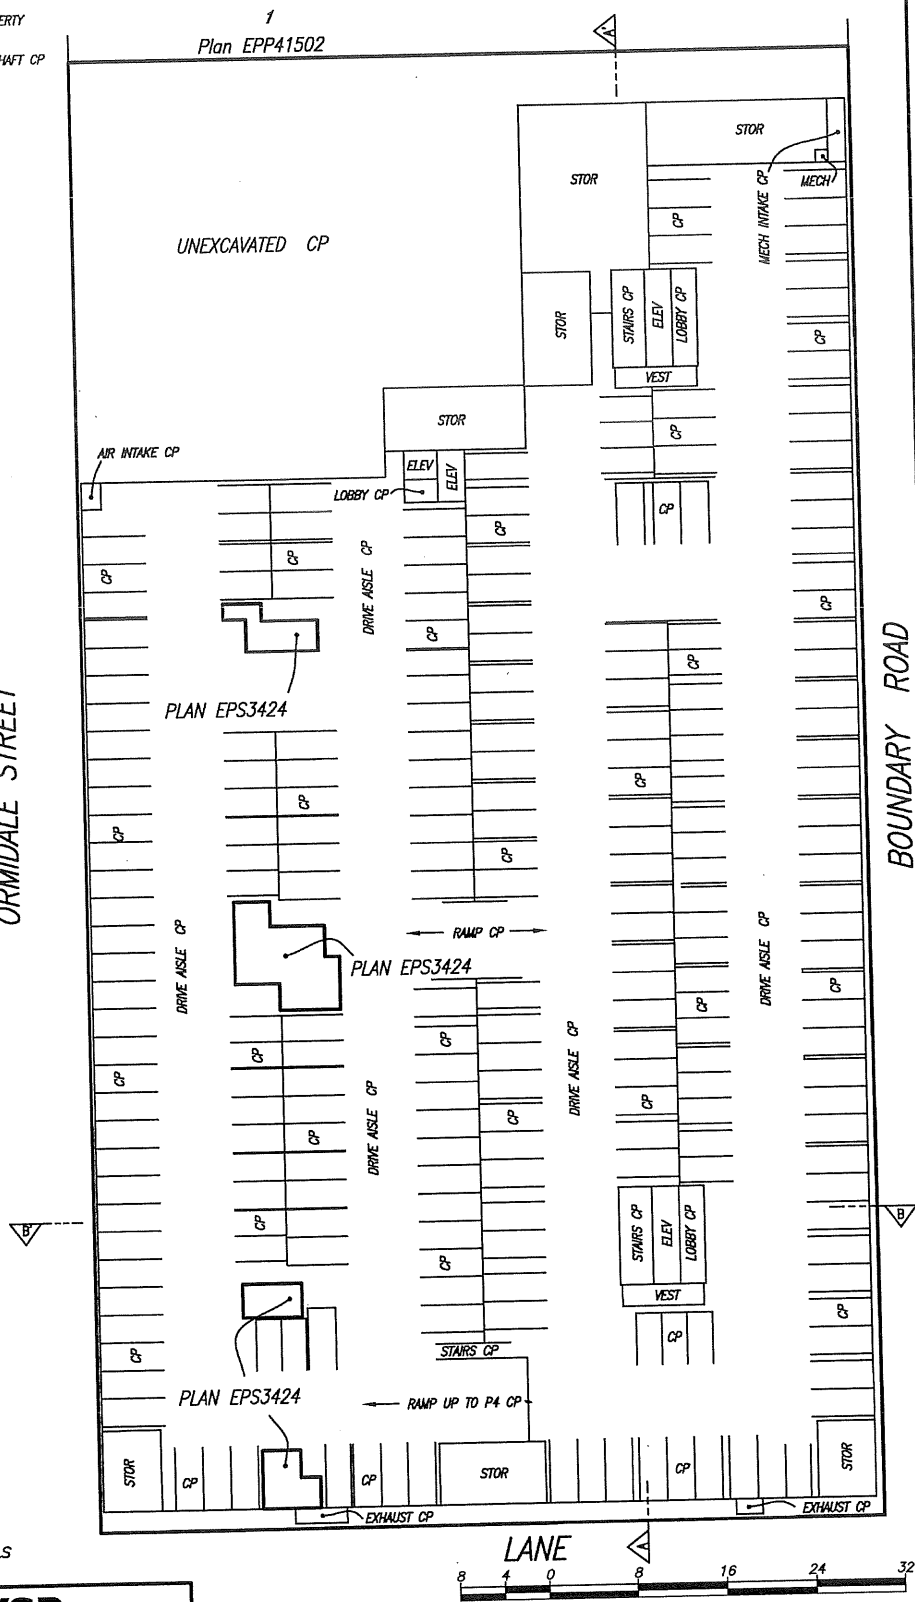 ERTY
HAFT CP
1
Plan EPP41502
A'
STOR
STOR
MECH
MECH INTAKE CP
UNEXCAVATED CP
CP
STOR
STAIRS CP
ELEV
LOBBY CP
VEST
CP
STOR
CP
AIR INTAKE CP
ELEV
ELEV
LOBBY CP
CP
CP
CP
DRIVE AISLE CP
CP
CP
CP
CP
PLAN EPS3424
ORMIDALE STREET
BOUNDARY ROAD
CP
CP
CP
CP
CP
DRIVE AISLE CP
RAMP CP
DRIVE AISLE CP
PLAN EPS3424
CP
CP
CP
CP
DRIVE AISLE CP
DRIVE AISLE CP
CP
CP
CP
CP
CP
CP
B'
B
STAIRS CP
ELEV
LOBBY CP
VEST
CP
CP
CP
STAIRS CP
PLAN EPS3424
RAMP UP TO P4 CP
STOR
CP
CP
STOR
CP
STOR
EXHAUST CP
EXHAUST CP
LANE
A
8 4 0 8 16 24 32